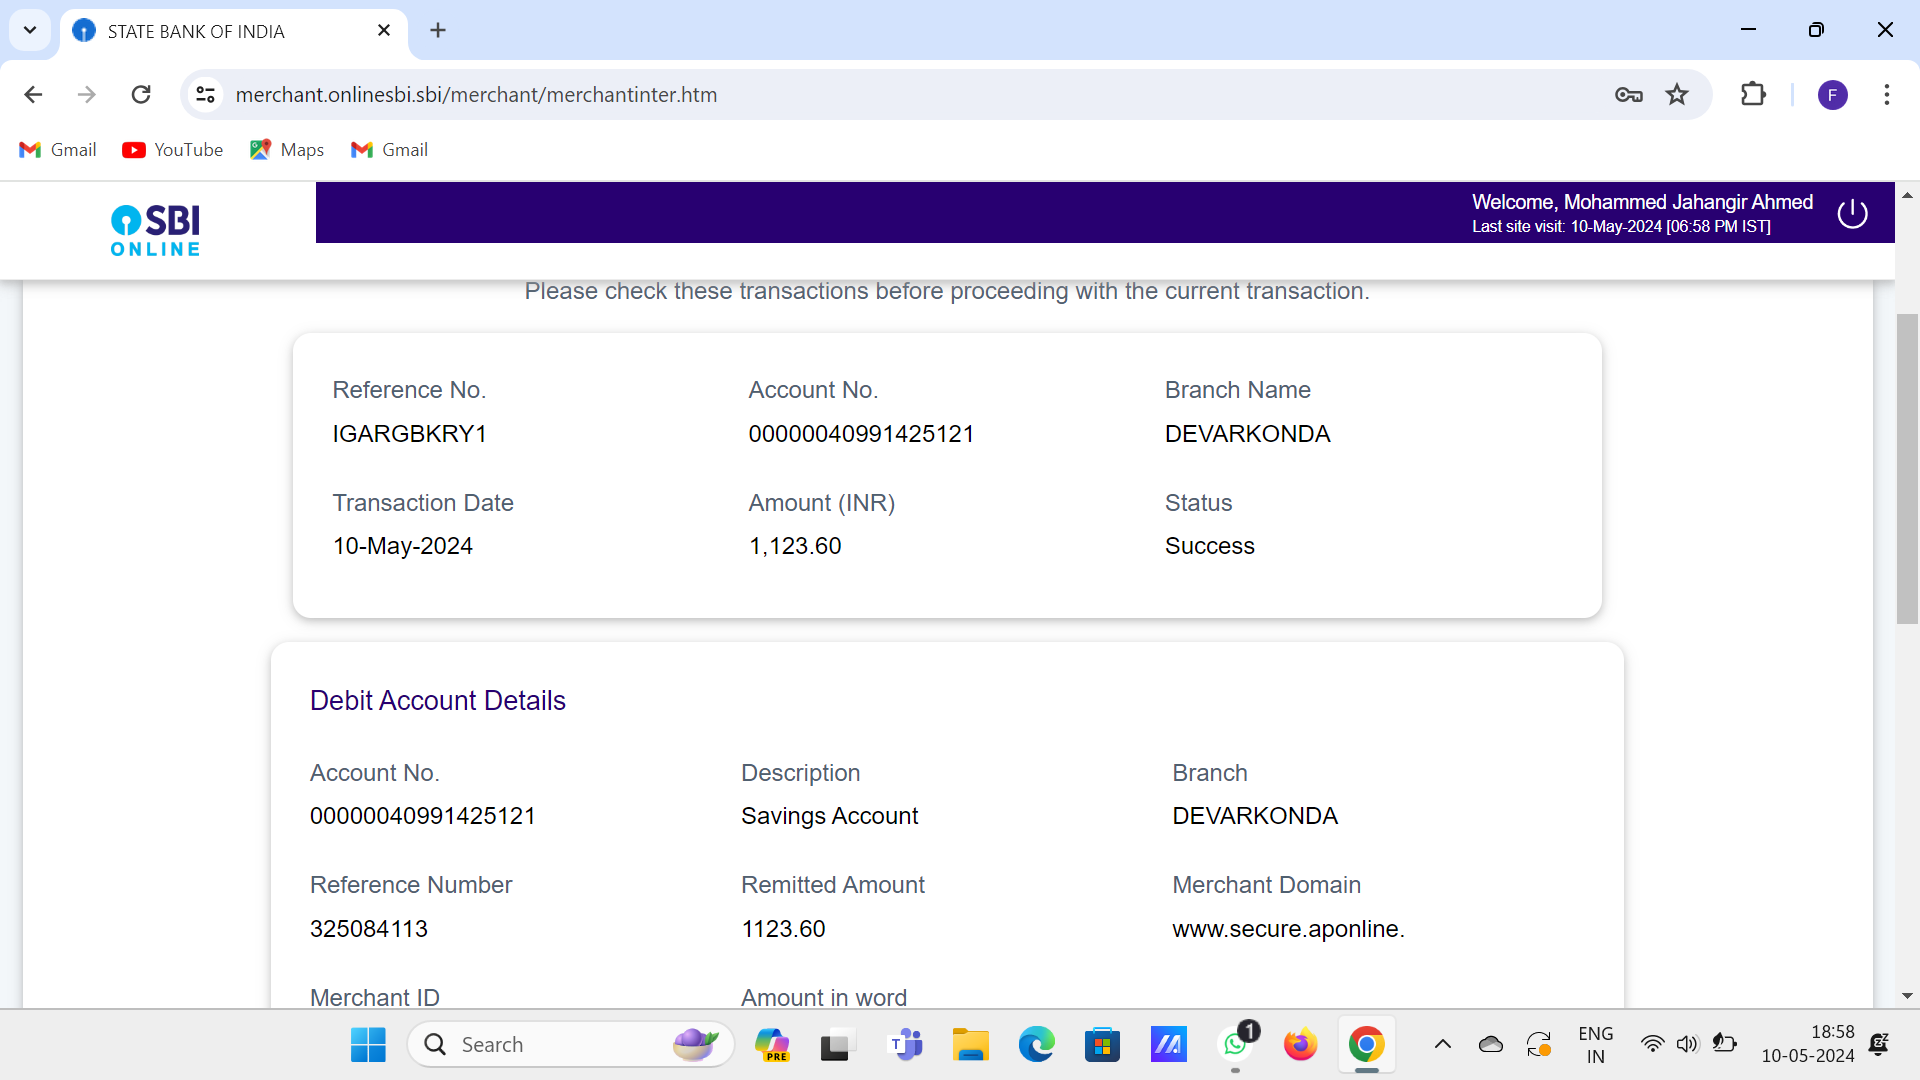 STATE BANK OF INDIA
merchant.onlinesbi.sbi/merchant/merchantinter.htm
F
Gmail YouTube Maps Gmail
SBI
ONLINE
Welcome, Mohammed Jahangir Ahmed
Last site visit: 10-May-2024 [06:58 PM IST]
Please check these transactions before proceeding with the current transaction.
Reference No. Account No. Branch Name
IGARGBKRY1 00000040991425121 DEVARKONDA
Transaction Date Amount (INR) Status
10-May-2024 1,123.60 Success
Debit Account Details
Account No. Description Branch
00000040991425121 Savings Account DEVARKONDA
Reference Number Remitted Amount Merchant Domain
325084113 1123.60 www.secure.aponline.
Merchant ID Amount in word
Search
PRE
T
1
ENG
IN
18:58
10-05-2024